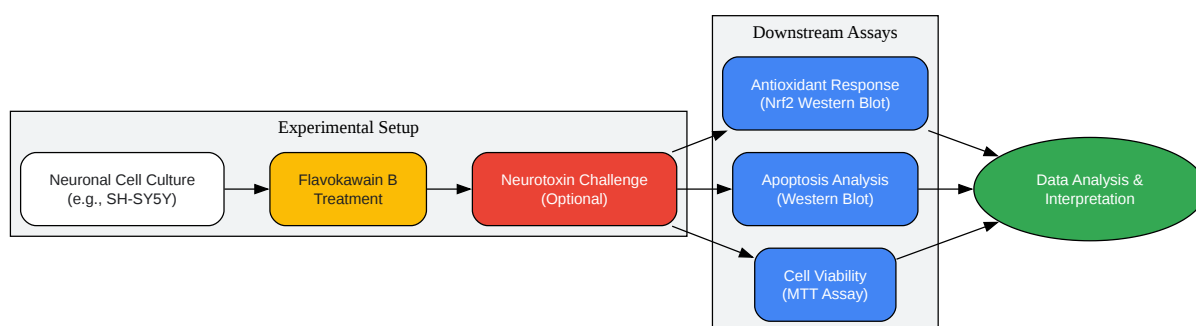 Experimental Setup
Neuronal Cell Culture
(e.g., SH-SY5Y)
Flavokawain B
Treatment
Neurotoxin Challenge
(Optional)
Downstream Assays
Antioxidant Response
(Nrf2 Western Blot)
Apoptosis Analysis
(Western Blot)
Cell Viability
(MTT Assay)
Data Analysis &
Interpretation